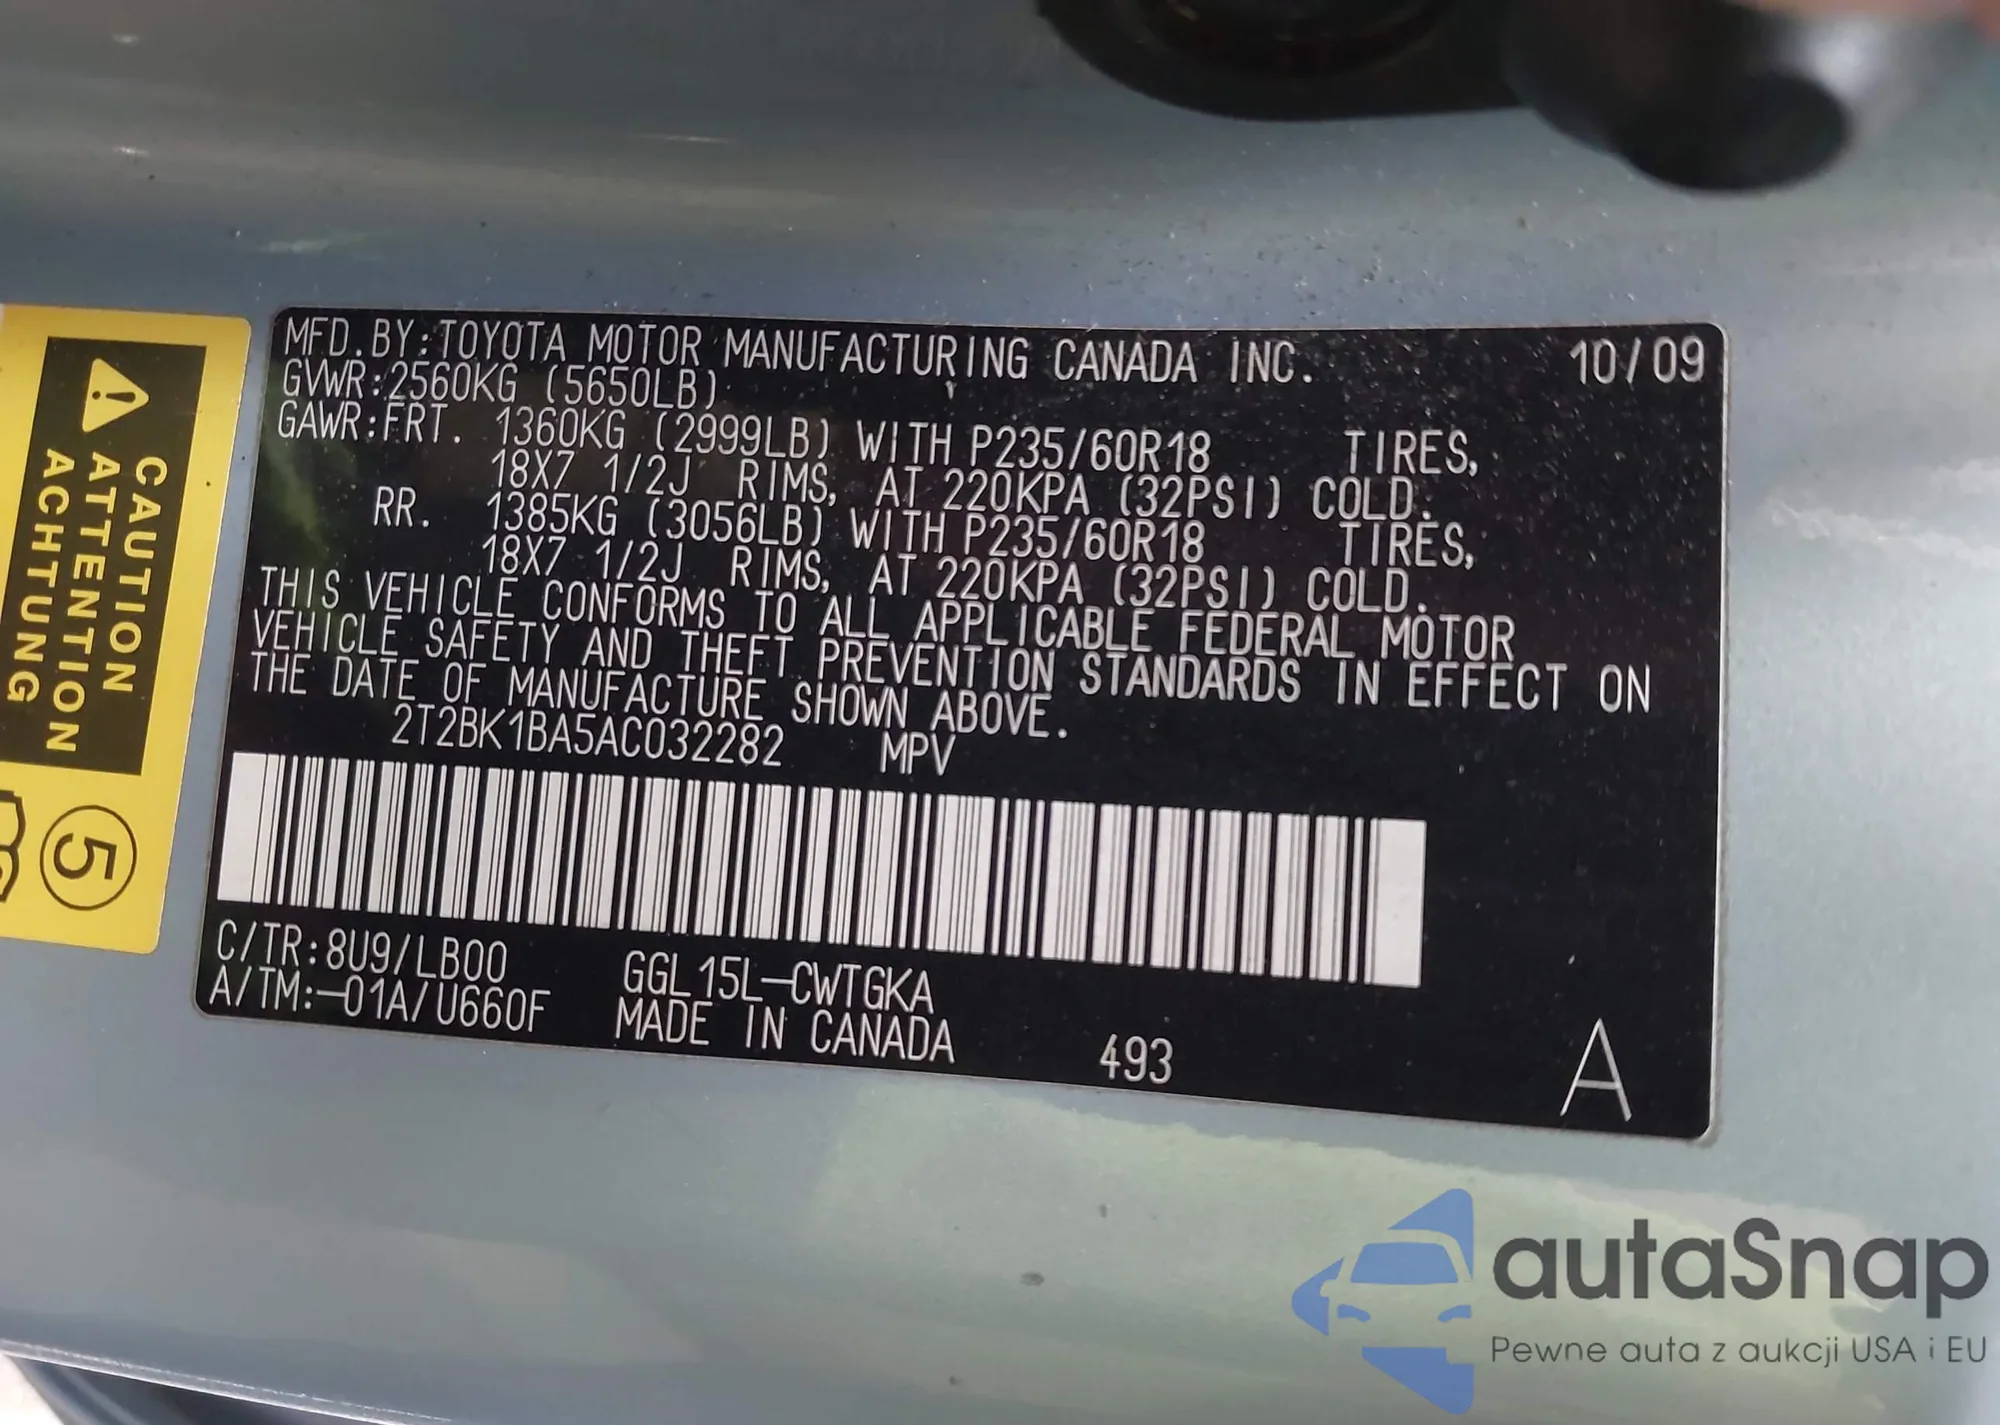 MFD.BY:TOYOTA MOTOR MANUFACTURING CANADA INC. 10/09
GVWR:2560KG (5650LB)
GAWR:FRT. 1360KG (2999LB) WITH P235/60R18 TIRES,
18X7 1/2J RIMS, AT 220KPA (32PSI) COLD.
RR. 1385KG (3056LB) WITH P235/60R18 TIRES,
18X7 1/2J RIMS, AT 220KPA (32PSI) COLD.
THIS VEHICLE CONFORMS TO ALL APPLICABLE FEDERAL MOTOR
VEHICLE SAFETY AND THEFT PREVENTION STANDARDS IN EFFECT ON
THE DATE OF MANUFACTURE SHOWN ABOVE.
2T2BK1BA5AC032282 MPV
C/TR:8U9/LB00 GGL15L-CWTGKA
A/TM:-01A/U660F MADE IN CANADA 493 A
CAUTION
ATTENTION
ACHTUNG
5
autaSnap
Pewne auta z aukcji USA i EU